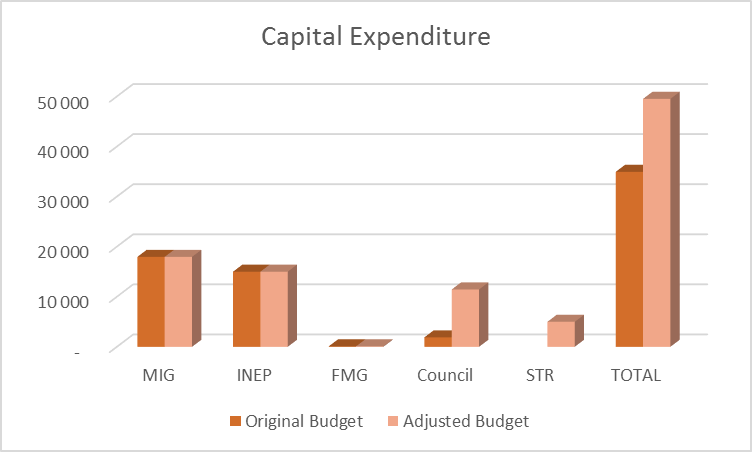 Capital Expenditure
50 000
40 000
30 000
20 000
10 000
-
MIG INEP FMG Council STR TOTAL
Original Budget Adjusted Budget